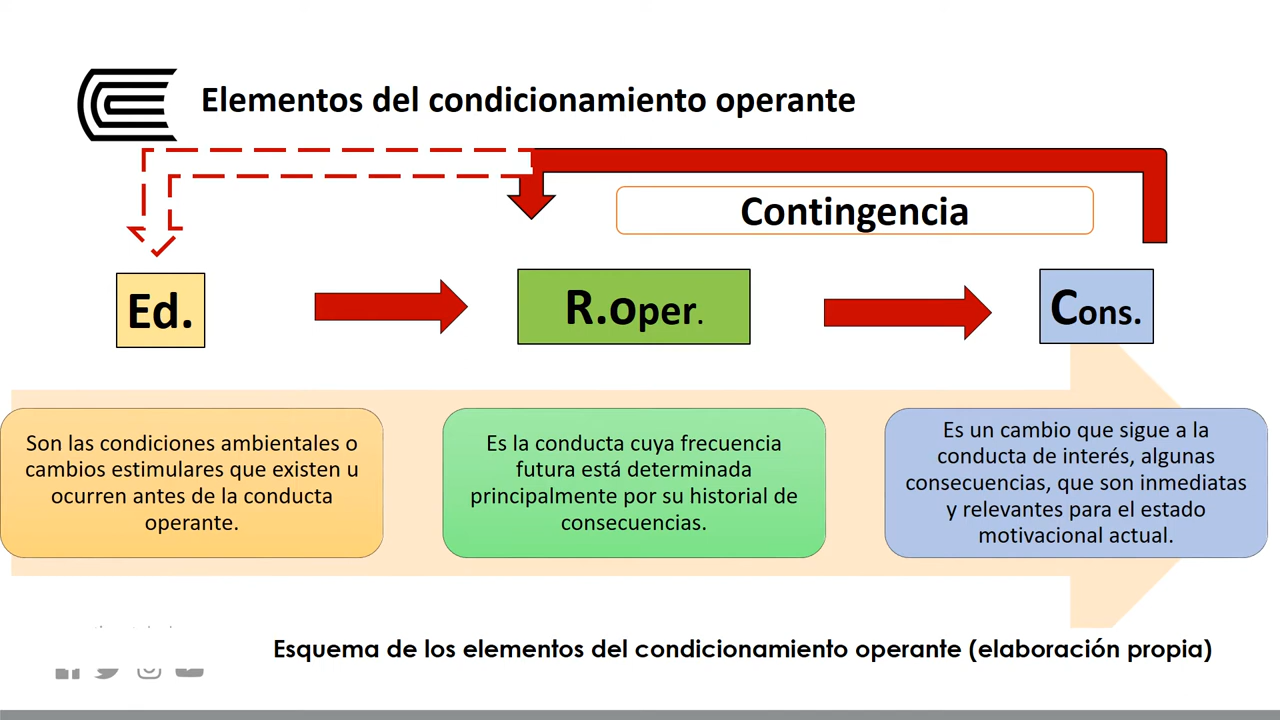 Elementos del condicionamiento operante
Contingencia
Ed.
R.oper.
Cons.
Son las condiciones ambientales o
cambios estimulares que existen u
ocurren antes de la conducta
operante.
Es la conducta cuya frecuencia
futura está determinada
principalmente por su historial de
consecuencias.
Es un cambio que sigue a la
conducta de interés, algunas
consecuencias, que son inmediatas
y relevantes para el estado
motivacional actual.
Esquema de los elementos del condicionamiento operante (elaboración propia)